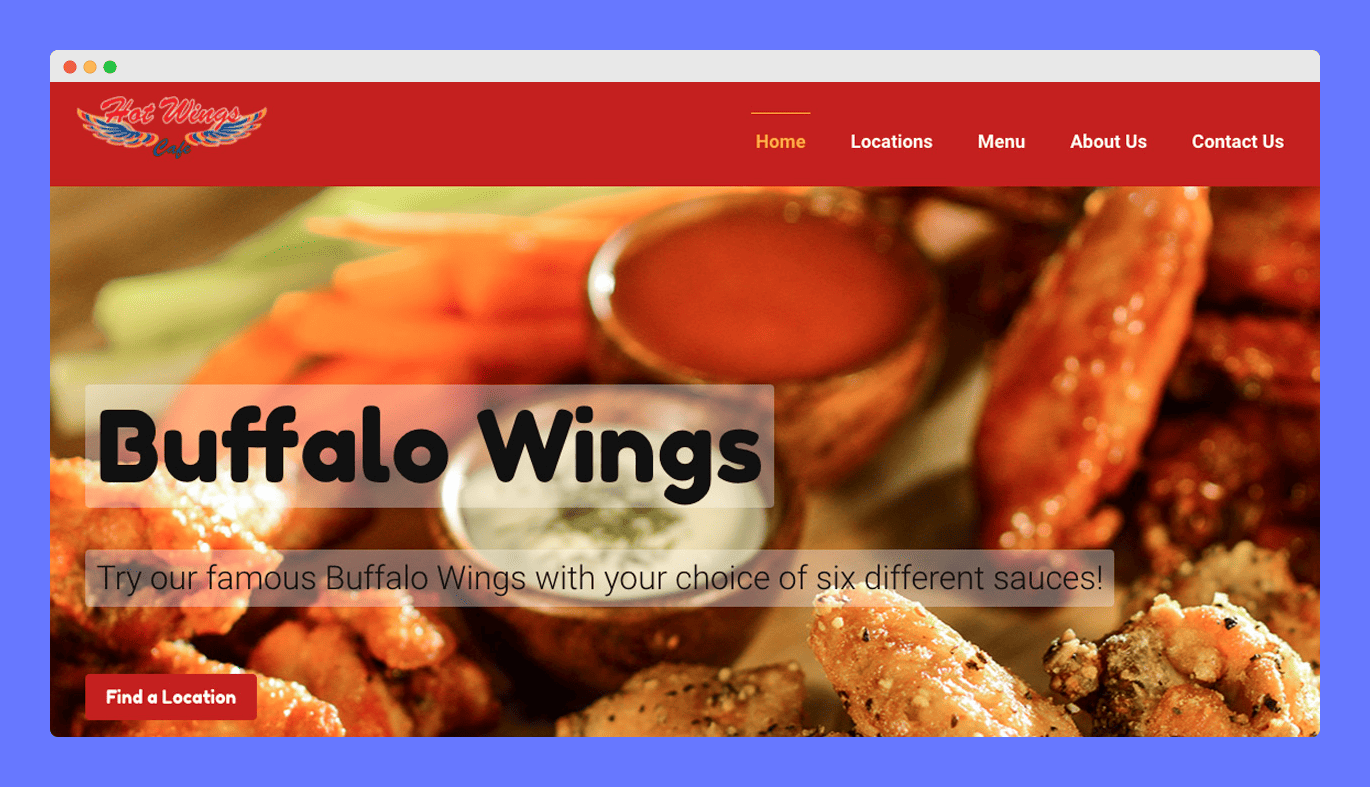 Hot Wings
Cafe
Home
Locations
Menu
About Us
Contact Us
Buffalo Wings
Try our famous Buffalo Wings with your choice of six different sauces!
Find a Location